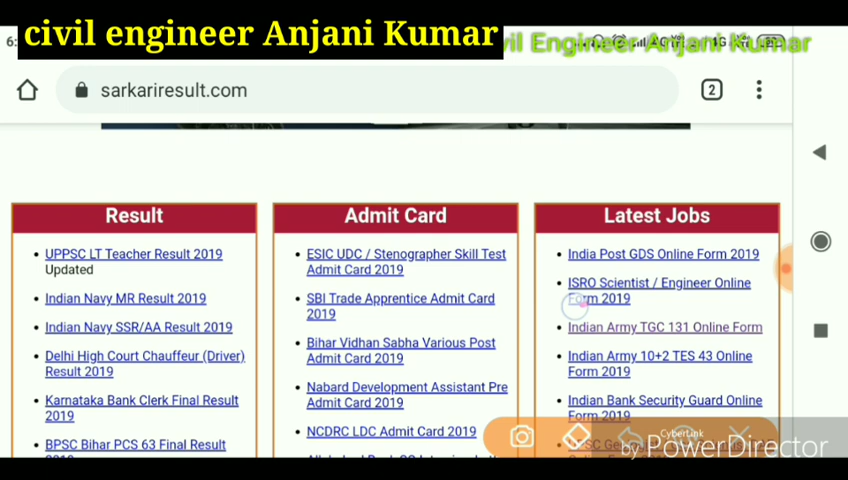 civil engineer Anjani Kumar
Engineer Anjani Kumar
sarkariresult.com
2
Result
UPPSC LT Teacher Result 2019
Updated
Indian Navy MR Result 2019
Indian Navy SSR/AA Result 2019
Delhi High Court Chauffeur (Driver)
Result 2019
Karnataka Bank Clerk Final Result
2019
BPSC Bihar PCS 63 Final Result
Admit Card
ESIC UDC / Stenographer Skill Test
Admit Card 2019
SBI Trade Apprentice Admit Card
2019
Bihar Vidhan Sabha Various Post
Admit Card 2019
Nabard Development Assistant Pre
Admit Card 2019
NCDRC LDC Admit Card 2019
Latest Jobs
India Post GDS Online Form 2019
ISRO Scientist / Engineer Online
Form 2019
Indian Army TGC 131 Online Form
Indian Army 10+2 TES 43 Online
Form 2019
Indian Bank Security Guard Online
Form 2019
CyberLink
by PowerDirector